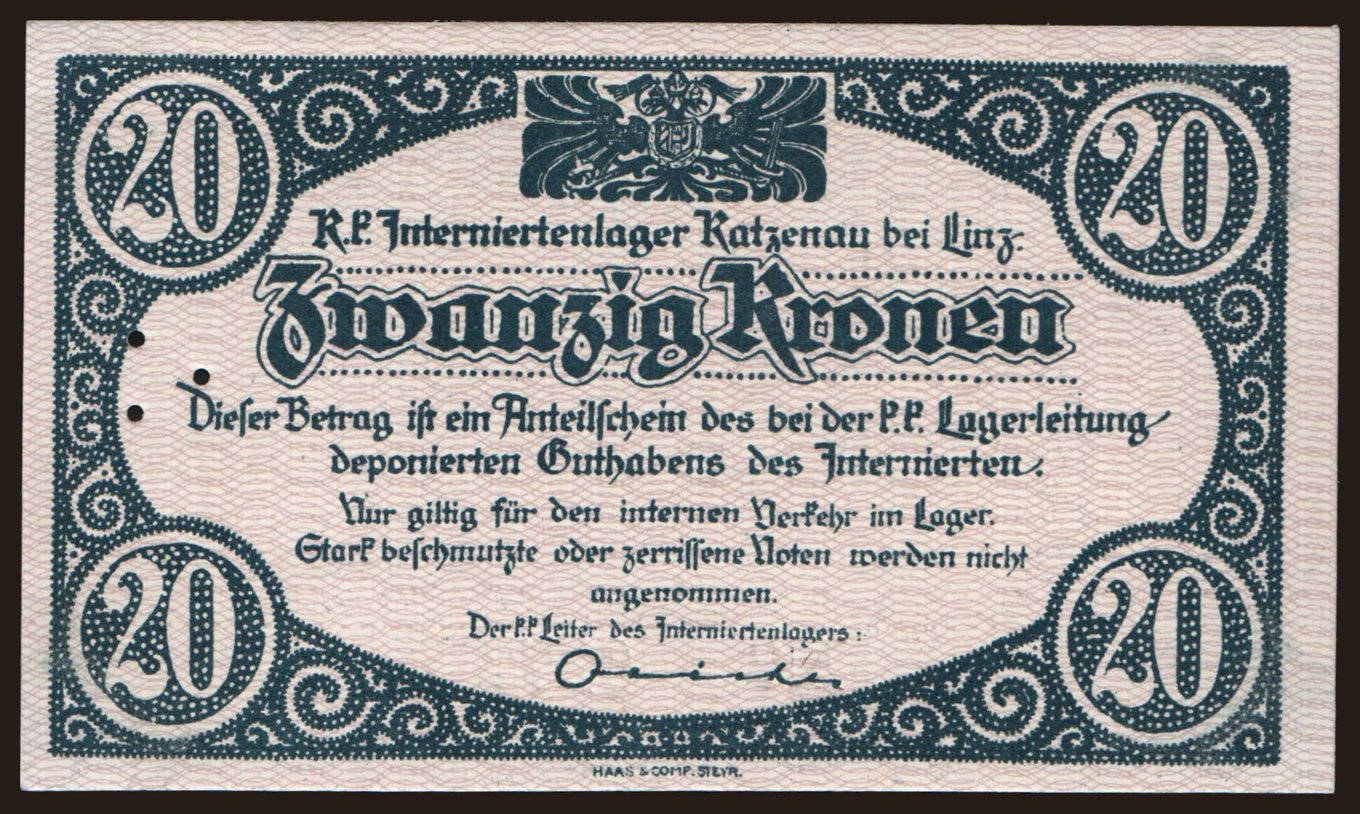 20 20
K.k. Interniertenlager Katzenau bei Linz.
Zwanzig Kronen
Dieser Betrag ist ein Anteilschein des bei der k.k. Lagerleitung
deponierten Guthabens des Internierten.
Nur giltig für den internen Verkehr im Lager.
Stark beschmutzte oder zerrissene Noten werden nicht
angenommen.
Der k.k Leiter des Interniertenlagers:
20 20
HAAS & COMP. STEYR.